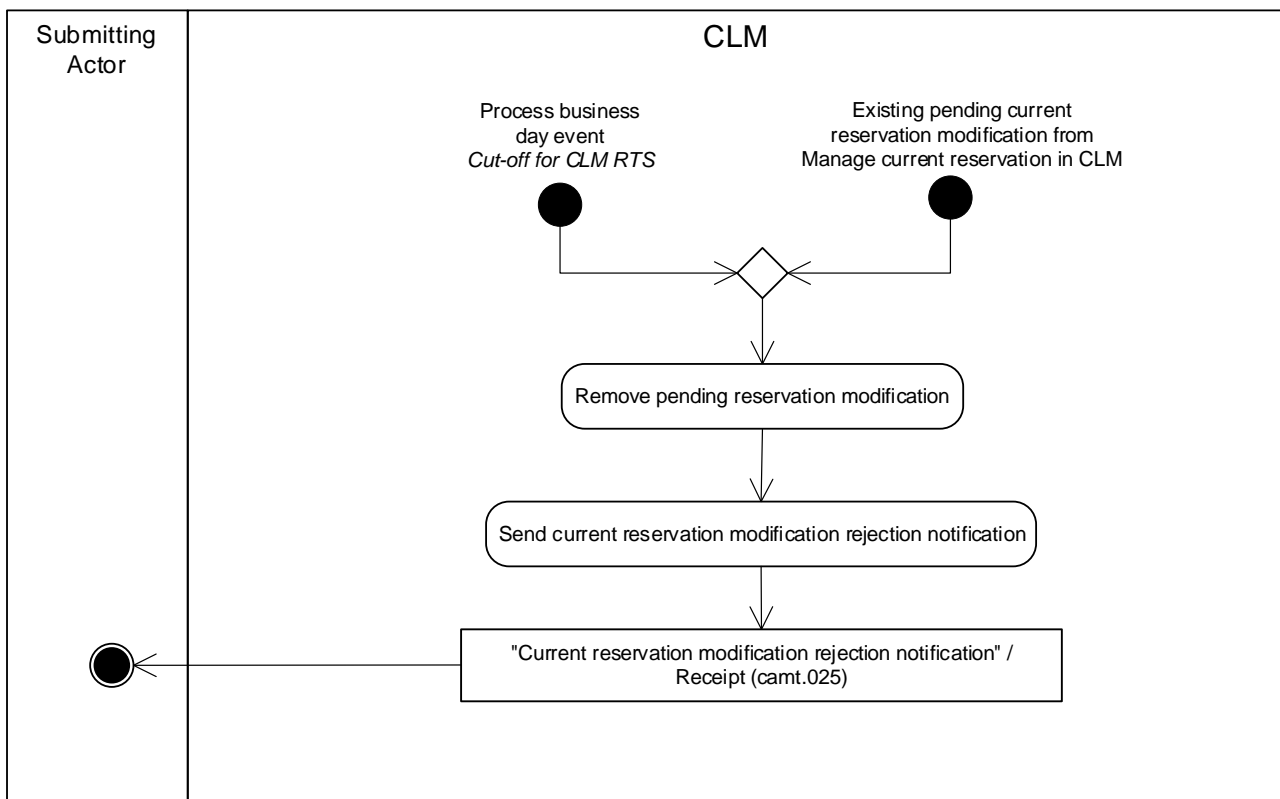 Submitting
Actor
CLM
Process business
day event
Cut-off for CLM RTS
Existing pending current
reservation modification from
Manage current reservation in CLM
Remove pending reservation modification
Send current reservation modification rejection notification
"Current reservation modification rejection notification" /
Receipt (camt.025)